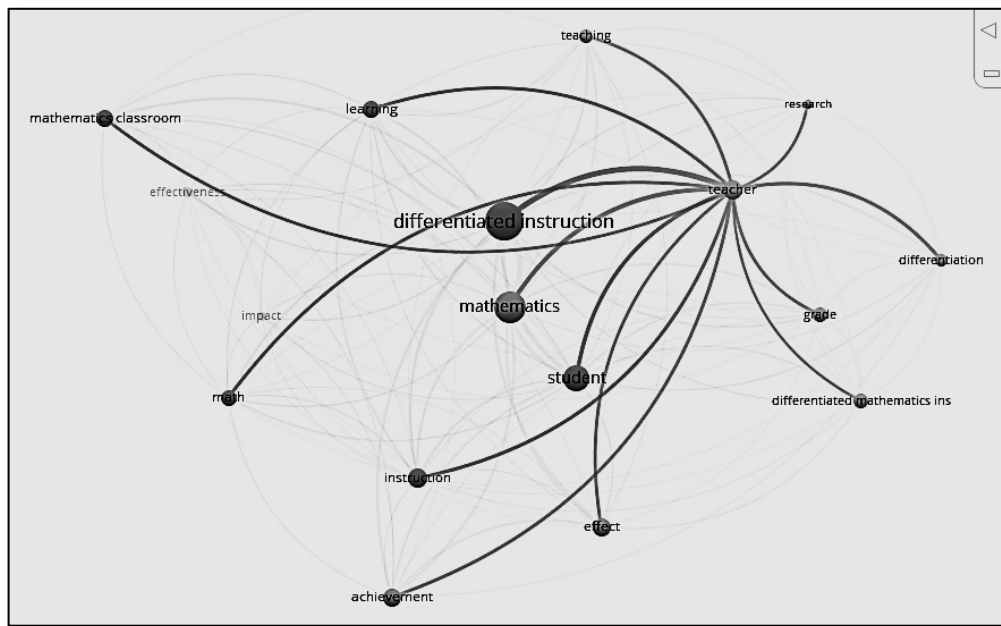 teaching
research
learning
mathematics classroom
teacher
effectiveness
differentiated instruction
differentiation
mathematics
grade
impact
student
math
differentiated mathematics ins
instruction
effect
achievement